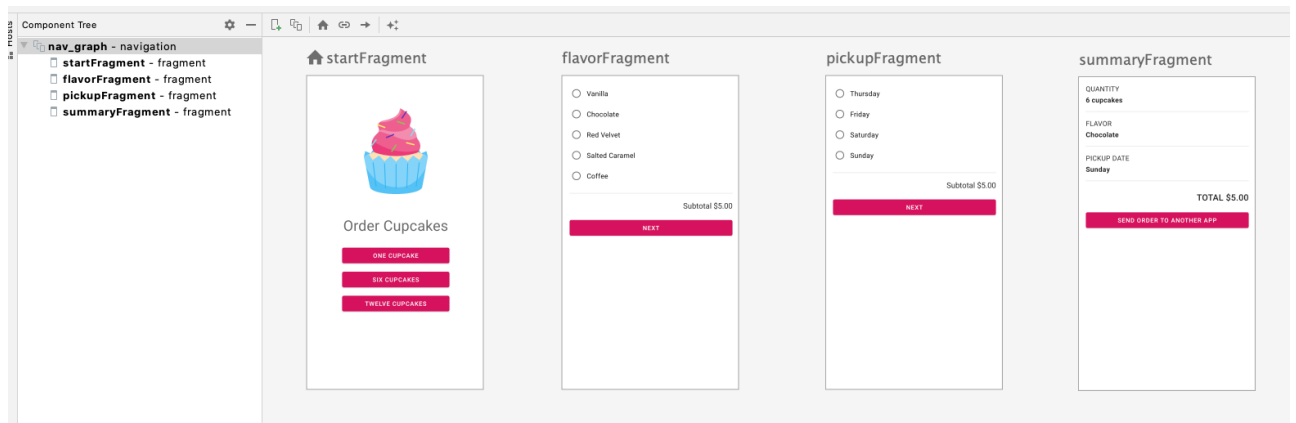 Hosts
Component Tree
nav_graph - navigation
startFragment - fragment
flavorFragment - fragment
pickupFragment - fragment
summaryFragment - fragment
startFragment
Order Cupcakes
ONE CUPCAKE
SIX CUPCAKES
TWELVE CUPCAKES
flavorFragment
Vanilla
Chocolate
Red Velvet
Salted Caramel
Coffee
Subtotal $5.00
NEXT
pickupFragment
Thursday
Friday
Saturday
Sunday
Subtotal $5.00
NEXT
summaryFragment
QUANTITY
6 cupcakes
FLAVOR
Chocolate
PICKUP DATE
Sunday
TOTAL $5.00
SEND ORDER TO ANOTHER APP